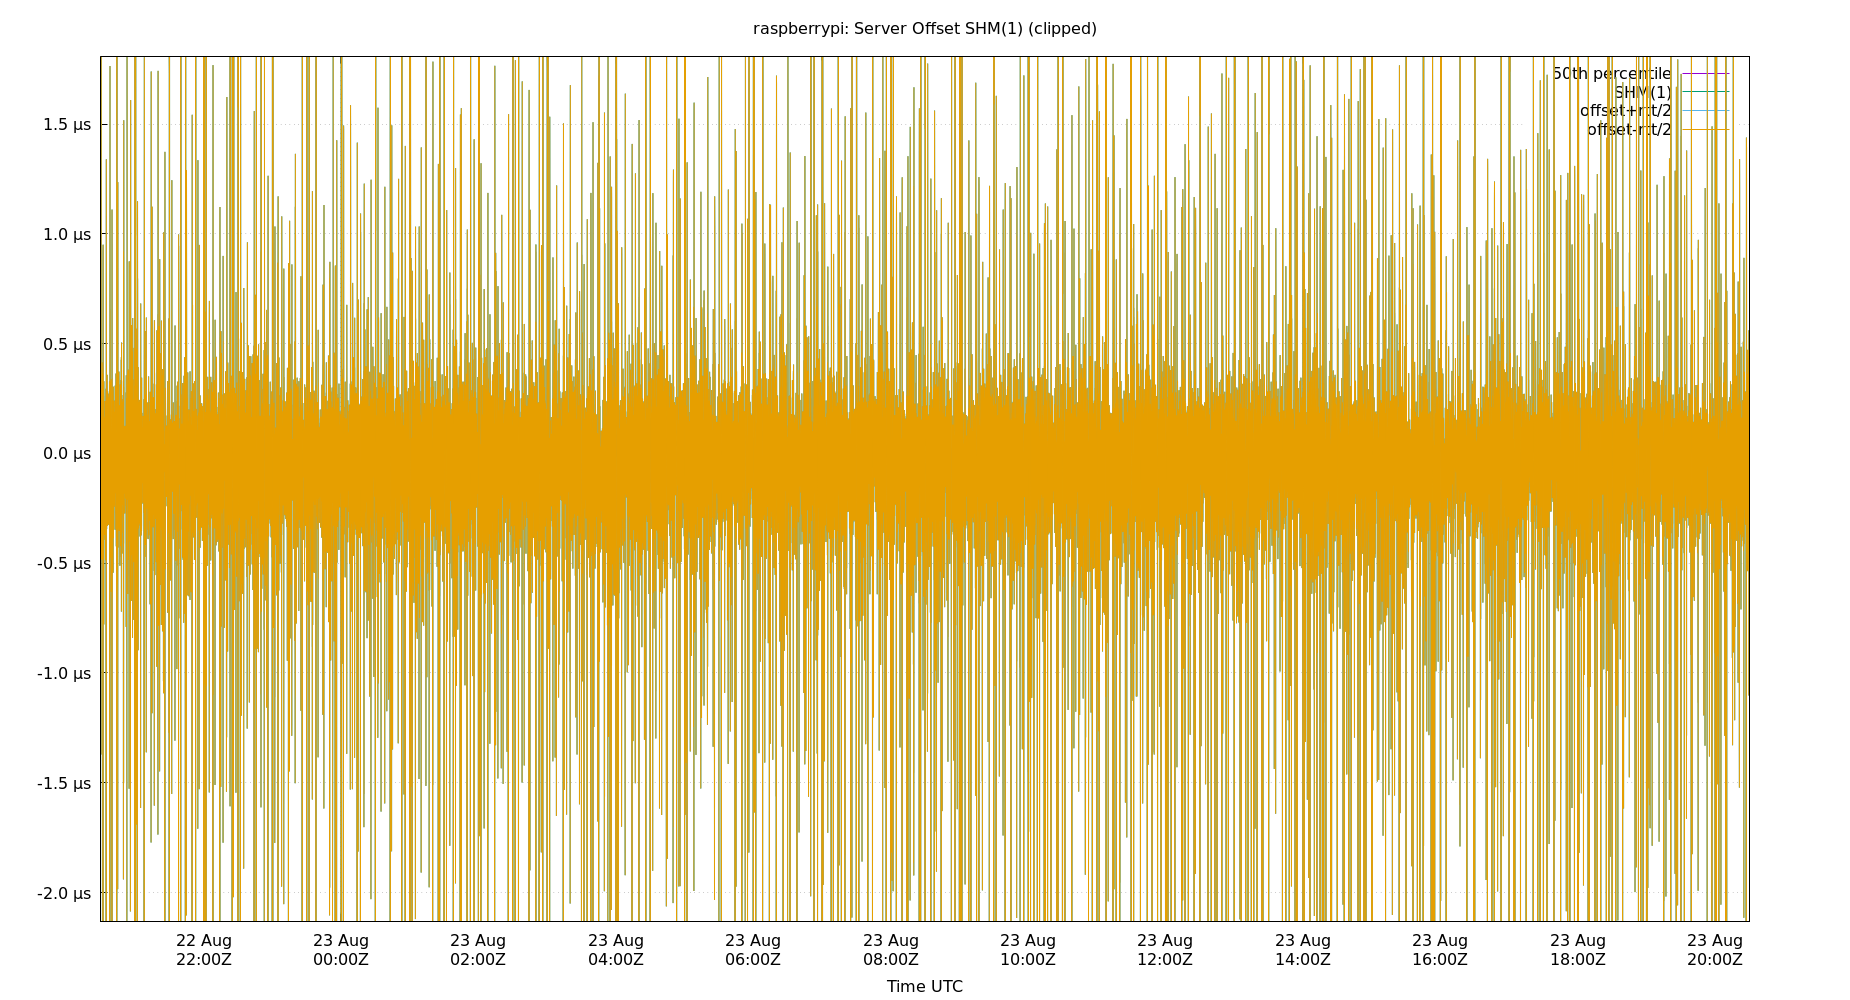 raspberrypi: Server Offset SHM(1) (clipped)
50th percentile
SHM(1)
offset+rtt/2
offset-rtt/2
1.5 µs
1.0 µs
0.5 µs
0.0 µs
-0.5 µs
-1.0 µs
-1.5 µs
-2.0 µs
22 Aug 23 Aug 23 Aug 23 Aug 23 Aug 23 Aug 23 Aug 23 Aug 23 Aug 23 Aug 23 Aug 23 Aug
22:00Z 00:00Z 02:00Z 04:00Z 06:00Z 08:00Z 10:00Z 12:00Z 14:00Z 16:00Z 18:00Z 20:00Z
Time UTC